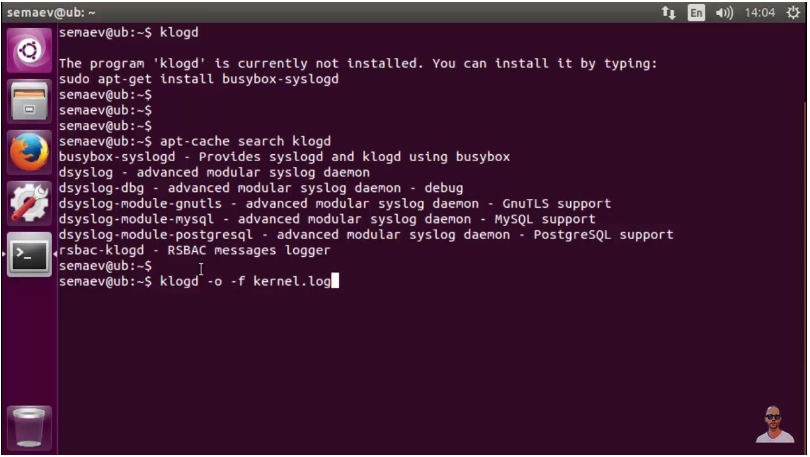 semaev@ub: ~
En
14:04
semaev@ub:~$ klogd
The program 'klogd' is currently not installed. You can install it by typing:
sudo apt-get install busybox-syslogd
semaev@ub:~$
semaev@ub:~$
semaev@ub:~$
semaev@ub:~$ apt-cache search klogd
busybox-syslogd - Provides syslogd and klogd using busybox
dsyslog - advanced modular syslog daemon
dsyslog-dbg - advanced modular syslog daemon - debug
dsyslog-module-gnutls - advanced modular syslog daemon - GnuTLS support
dsyslog-module-mysql - advanced modular syslog daemon - MySQL support
dsyslog-module-postgresql - advanced modular syslog daemon - PostgreSQL support
rsbac-klogd - RSBAC messages logger
semaev@ub:~$
semaev@ub:~$ klogd -o -f kernel.log